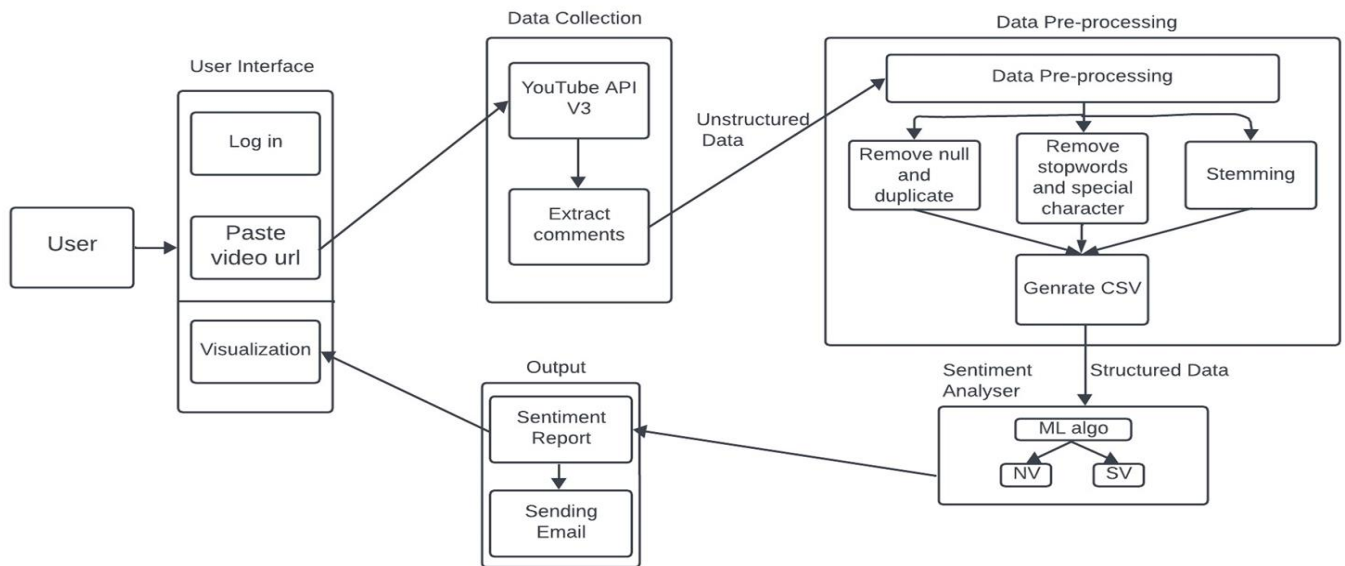 Data Collection
Data Pre-processing
User Interface
Data Pre-processing
YouTube API
V3
Unstructured
Data
Log in
Remove null
and
duplicate
Remove
stopwords
and special
character
Stemming
Extract
comments
User
Paste
video url
Genrate CSV
Visualization
Output
Sentiment
Analyser
Structured Data
Sentiment
Report
ML algo
NV
SV
Sending
Email